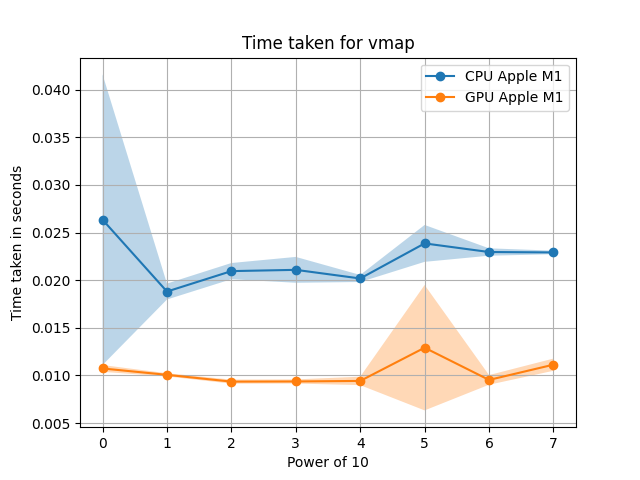 Time taken for vmap
CPU Apple M1
GPU Apple M1
0.040
0.035
0.030
0.025
0.020
0.015
0.010
0.005
Time taken in seconds
0 1 2 3 4 5 6 7
Power of 10